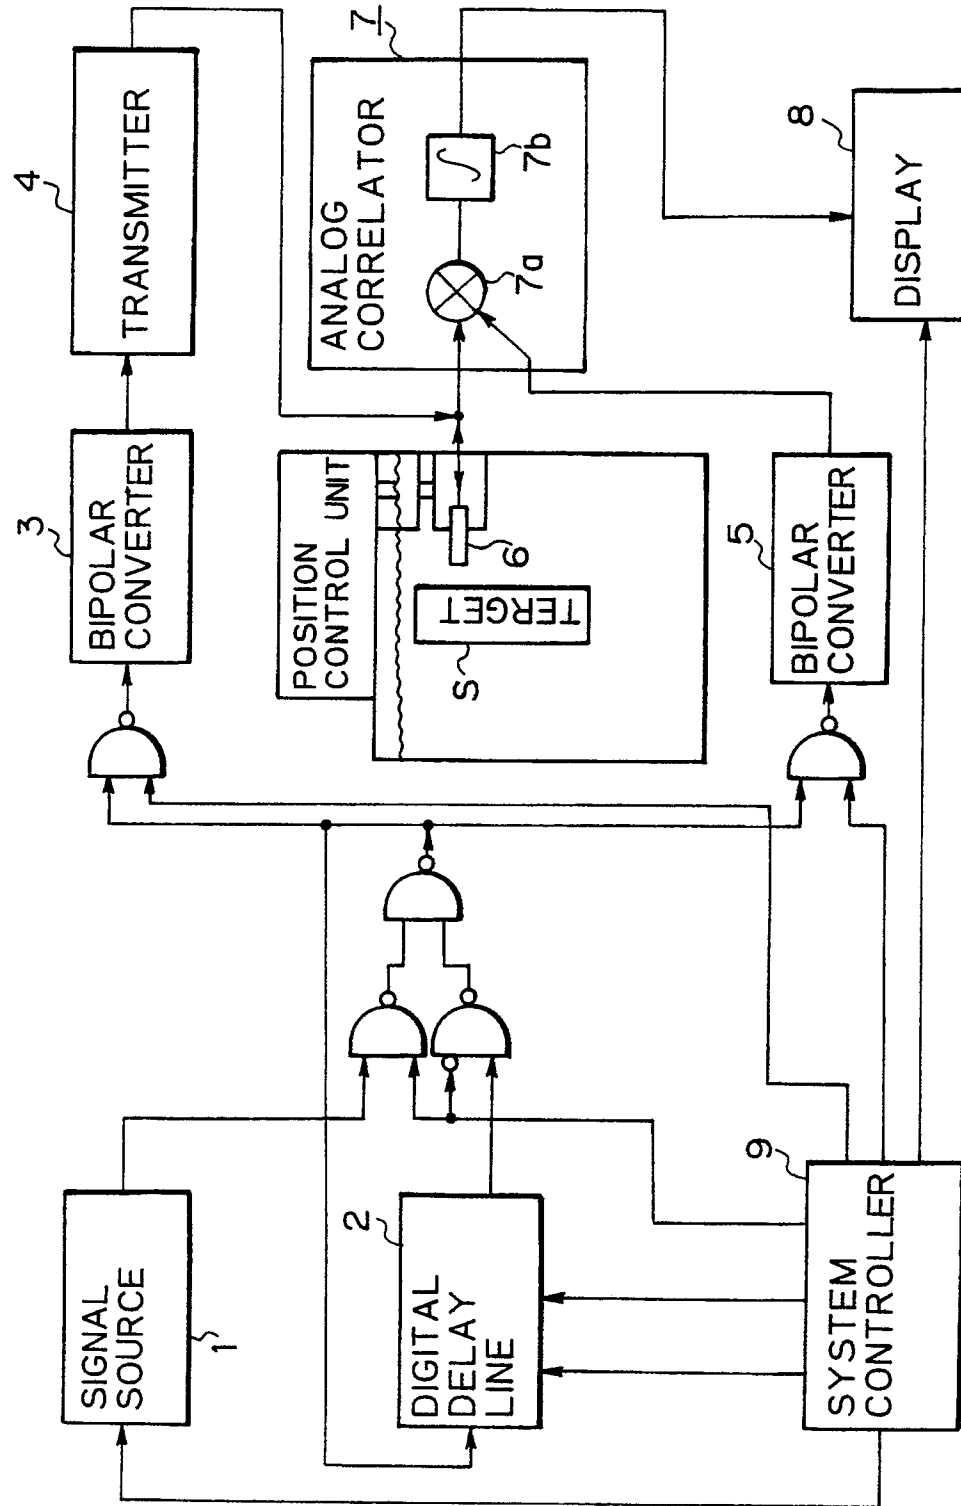 SIGNAL
SOURCE
1
DIGITAL
DELAY
LINE
2
SYSTEM
CONTROLLER
9
BIPOLAR
CONVERTER
3
TRANSMITTER
4
POSITION
CONTROL UNIT
TERGET
S
6
BIPOLAR
CONVERTER
5
ANALOG
CORRELATOR
7
7a
7b
DISPLAY
8